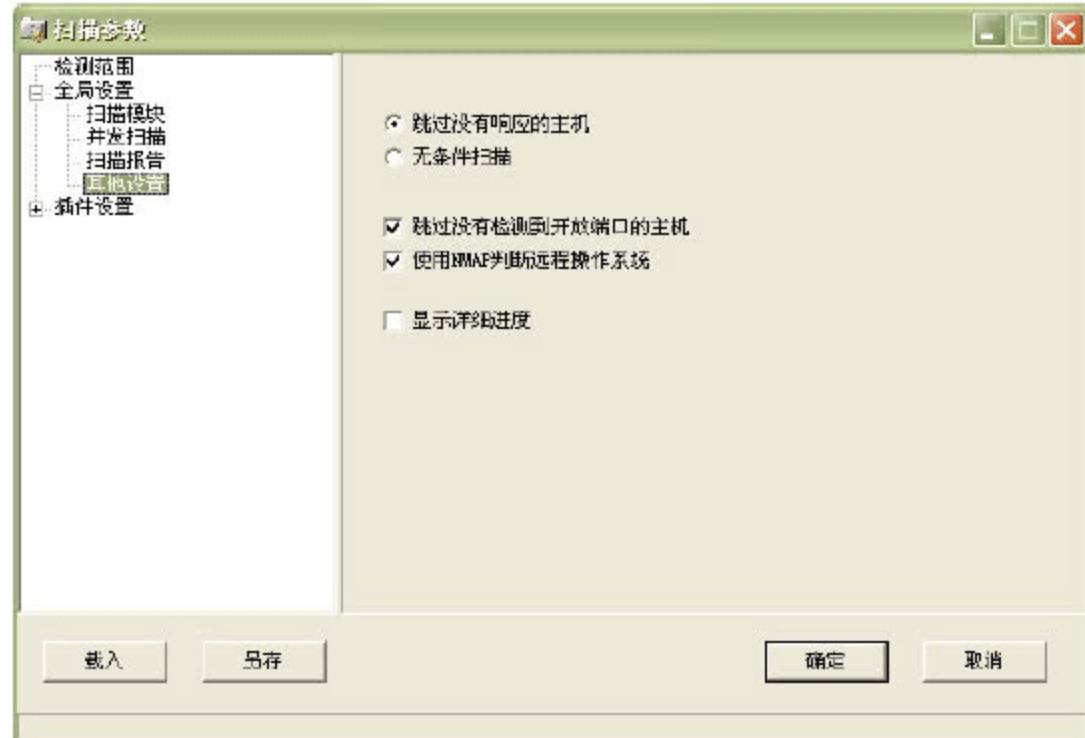 扫描参数
检测范围
全局设置
扫描模块
并发扫描
扫描报告
其他设置
插件设置
跳过没有响应的主机
无条件扫描
跳过没有检测到开放端口的主机
使用NMAP判断远程操作系统
显示详细进度
载入
另存
确定
取消